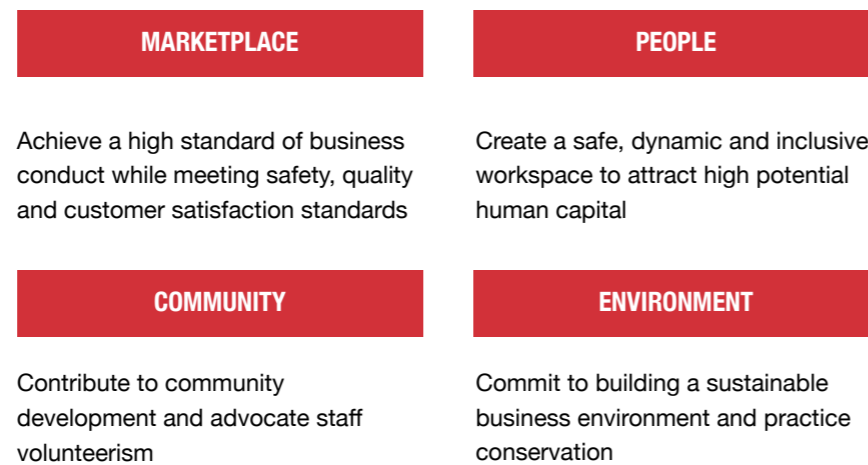 MARKETPLACE
Achieve a high standard of business
conduct while meeting safety, quality
and customer satisfaction standards
PEOPLE
Create a safe, dynamic and inclusive
workspace to attract high potential
human capital
COMMUNITY
Contribute to community
development and advocate staff
volunteerism
ENVIRONMENT
Commit to building a sustainable
business environment and practice
conservation